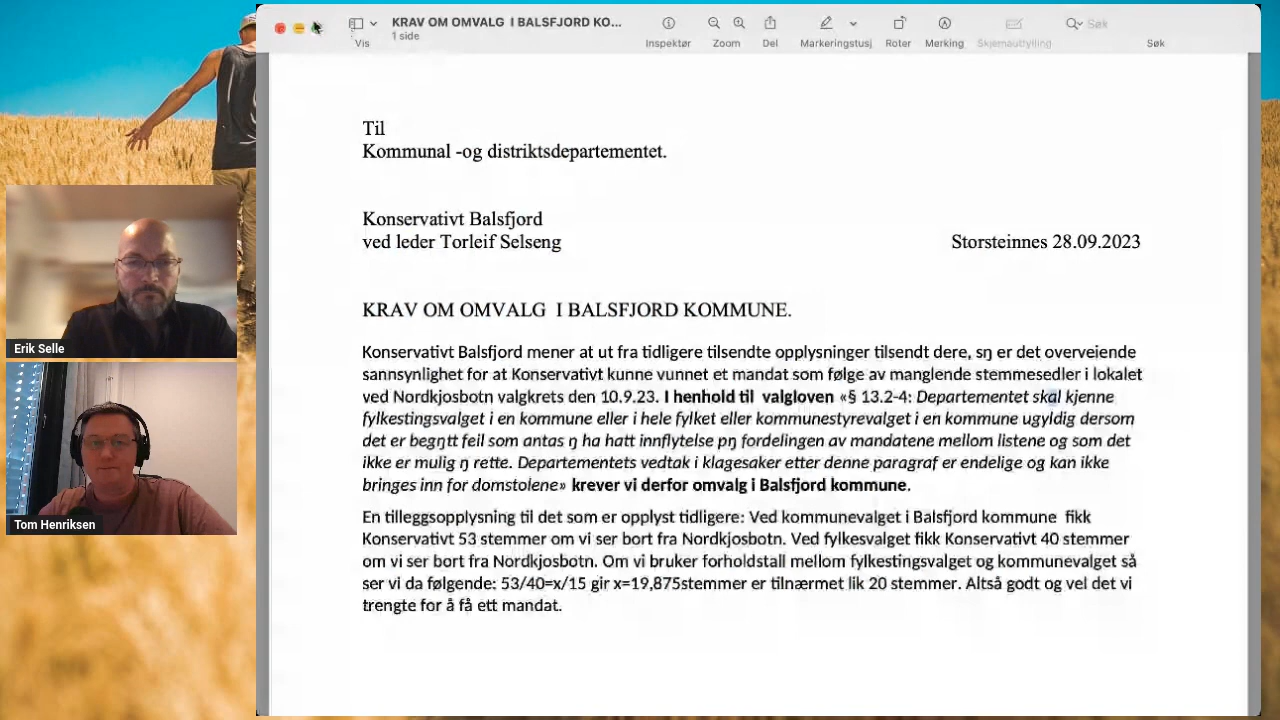 KRAV OM OMVALG I BALSFJORD KO...
1 side
Vis
Inspektør
Zoom
Del
Markeringstusj
Roter
Merking
Skjemautfylling
Søk
Søk
Til
Kommunal -og distriktsdepartementet.
Konservativt Balsfjord
ved leder Torleif Selseng
Storsteinnes 28.09.2023
KRAV OM OMVALG I BALSFJORD KOMMUNE.
Konservativt Balsfjord mener at ut fra tidligere tilsendte opplysninger tilsendt dere, sŋ er det overveiende
sannsynlighet for at Konservativt kunne vunnet et mandat som følge av manglende stemmesedler i lokalet
ved Nordkjosbotn valgkrets den 10.9.23. I henhold til valgloven «§ 13.2-4: Departementet skal kjenne
fylkestingsvalget i en kommune eller i hele fylket eller kommunestyrevalget i en kommune ugyldig dersom
det er begŋtt feil som antas ŋ ha hatt innflytelse pŋ fordelingen av mandatene mellom listene og som det
ikke er mulig ŋ rette. Departementets vedtak i klagesaker etter denne paragraf er endelige og kan ikke
bringes inn for domstolene» krever vi derfor omvalg i Balsfjord kommune.
En tilleggsopplysning til det som er opplyst tidligere: Ved kommunevalget i Balsfjord kommune fikk
Konservativt 53 stemmer om vi ser bort fra Nordkjosbotn. Ved fylkesvalget fikk Konservativt 40 stemmer
om vi ser bort fra Nordkjosbotn. Om vi bruker forholdstall mellom fylkestingsvalget og kommunevalget så
ser vi da følgende: 53/40=x/15 gir x=19,875stemmer er tilnærmet lik 20 stemmer. Altså godt og vel det vi
trengte for å få ett mandat.
Erik Selle
Tom Henriksen